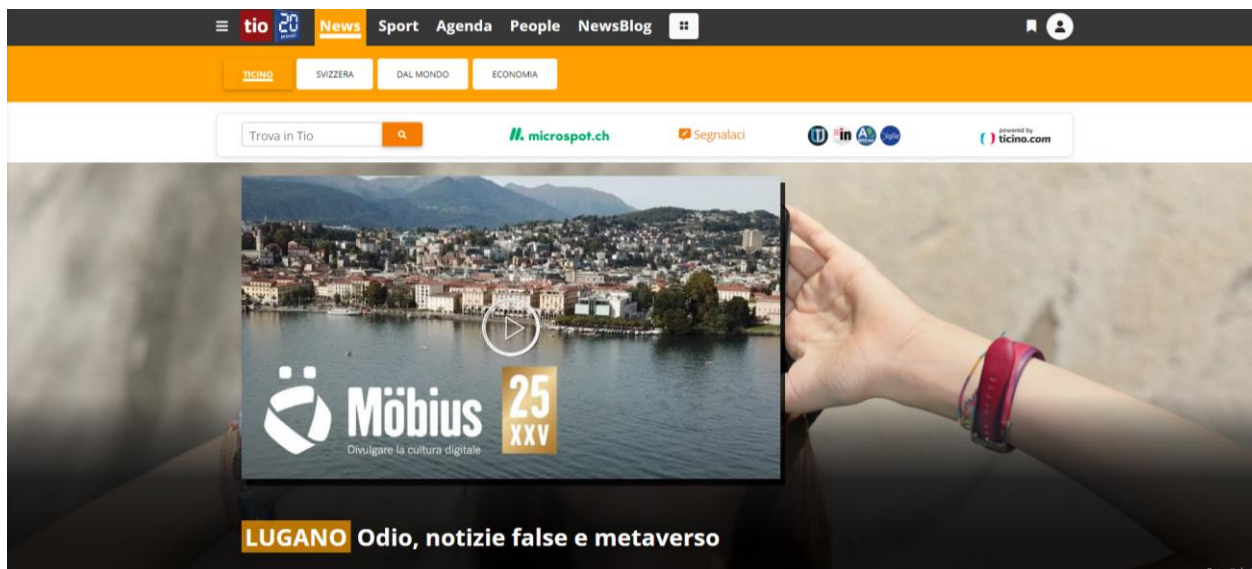 tio 20 minuti News Sport Agenda People NewsBlog
TICINO SVIZZERA DAL MONDO ECONOMIA
Trova in Tio microspot.ch Segnalaci powered by ticino.com
Möbius 25
Divulgare la cultura digitale XXV
LUGANO Odio, notizie false e metaverso